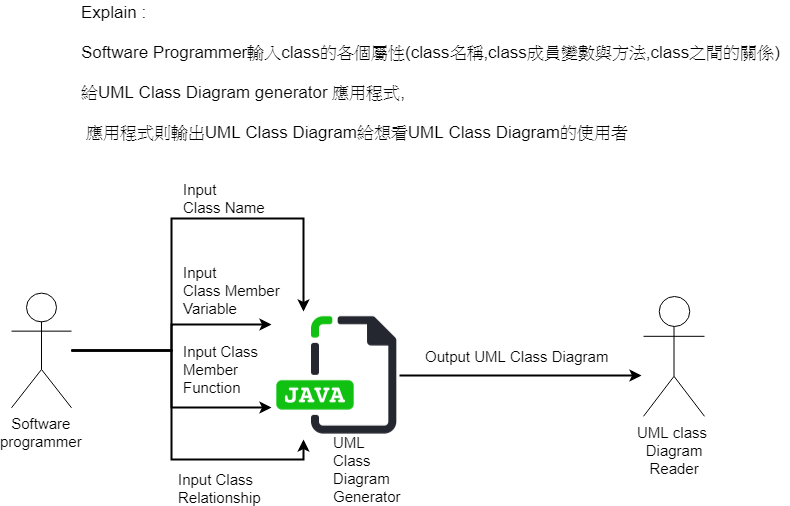 Explain :
Software Programmer輸入class的各個屬性(class名稱,class成員變數與方法,class之間的關係)
給UML Class Diagram generator 應用程式,
應用程式則輸出UML Class Diagram給想看UML Class Diagram的使用者
Input
Class Name
Input
Class Member
Variable
Input Class
Member
Function
Input Class
Relationship
Software
programmer
JAVA
UML
Class
Diagram
Generator
Output UML Class Diagram
UML class
Diagram
Reader